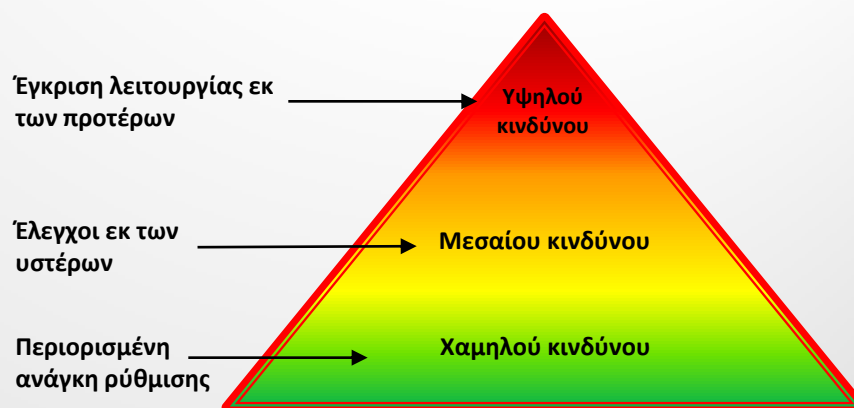 Έγκριση λειτουργίας εκ
των προτέρων
Υψηλού
κινδύνου
Έλεγχοι εκ των
υστέρων
Μεσαίου κινδύνου
Περιορισμένη
ανάγκη ρύθμισης
Χαμηλού κινδύνου